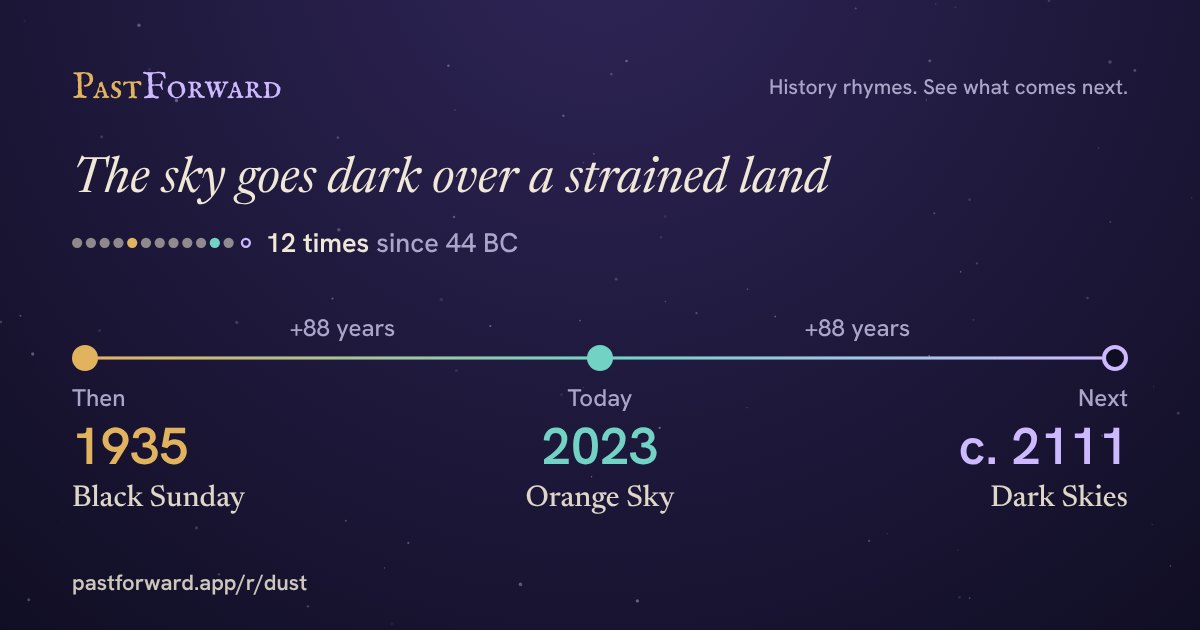 PastForward
History rhymes. See what comes next.
The sky goes dark over a strained land
12 times since 44 BC
+88 years
+88 years
Then
Today
Next
1935
2023
c. 2111
Black Sunday
Orange Sky
Dark Skies
pastforward.app/r/dust